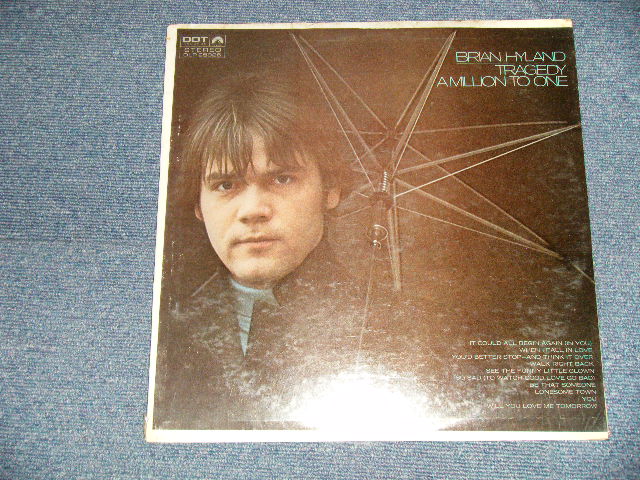 DOT
STEREO
DLP 25926
BRIAN HYLAND
TRAGEDY
A MILLION TO ONE
IT COULD ALL BEGIN AGAIN (IN YOU)
WHEN I FALL IN LOVE
YOU'D BETTER STOP—AND THINK IT OVER
WALK RIGHT BACK
SEE THE FUNNY LITTLE CLOWN
SO SAD (TO WATCH GOOD LOVE GO BAD)
BE THAT SOMEONE
LONESOME TOWN
YOU
WILL YOU LOVE ME TOMORROW